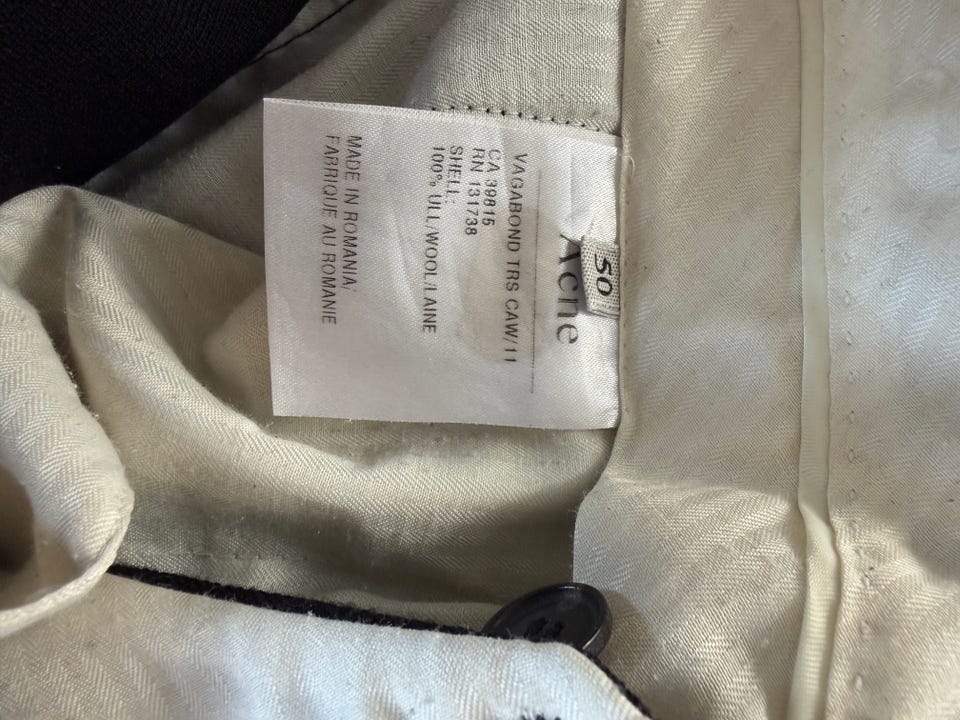 50
Acne
VAGABOND TRS CAW/11
CA 39815
RN 131738
SHELL:
100% ULL/WOOL/LAINE
MADE IN ROMANIA/
FABRIQUE AU ROMANIE